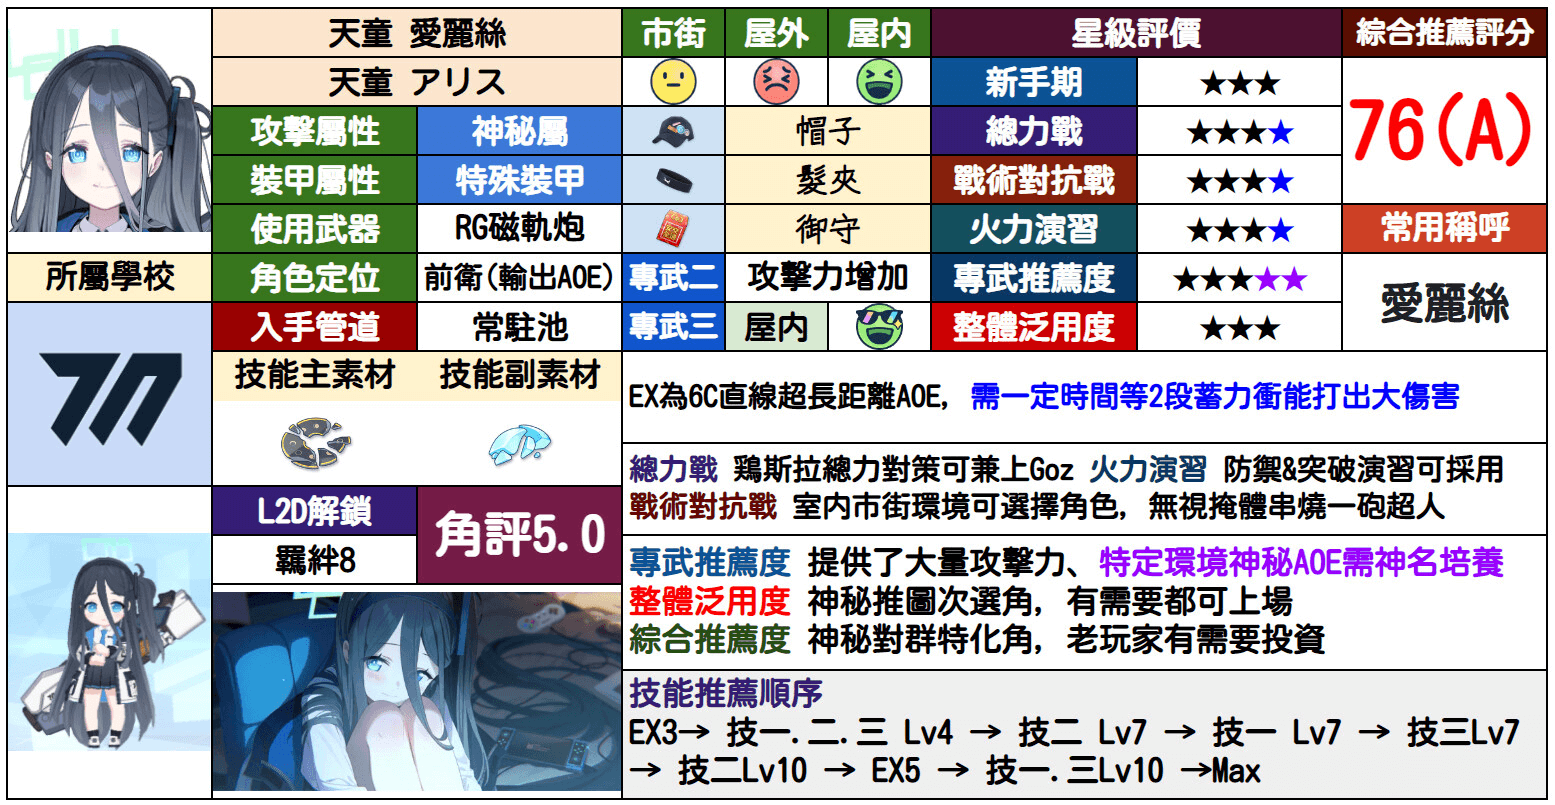 天童 愛麗絲
市街
屋外
屋内
星級評價
綜合推薦評分
天童 アリス
新手期
★★★
76(A)
攻擊屬性
神秘屬
帽子
總力戰
★★★★
裝甲屬性
特殊裝甲
髮夾
戰術對抗戰
★★★★
使用武器
RG磁軌炮
御守
火力演習
★★★★
常用稱呼
所屬學校
角色定位
前衛(輸出AOE)
專武二
攻擊力增加
專武推薦度
★★★★★
愛麗絲
入手管道
常駐池
專武三
屋内
整體泛用度
★★★
技能主素材
技能副素材
EX為6C直線超長距離AOE, 需一定時間等2段蓄力衝能打出大傷害
總力戰 鶏斯拉總力對策可兼上Goz 火力演習 防禦&突破演習可採用
戰術對抗戰 室内市街環境可選擇角色, 無視掩體串燒一砲超人
L2D解鎖
角評5.0
羈絆8
專武推薦度 提供了大量攻擊力、特定環境神秘AOE需神名培養
整體泛用度 神秘推圖次選角, 有需要都可上場
綜合推薦度 神秘對群特化角, 老玩家有需要投資
技能推薦順序
EX3→ 技一.二.三 Lv4 → 技二 Lv7 → 技一 Lv7 → 技三Lv7
→ 技二Lv10 → EX5 → 技一.三Lv10 →Max